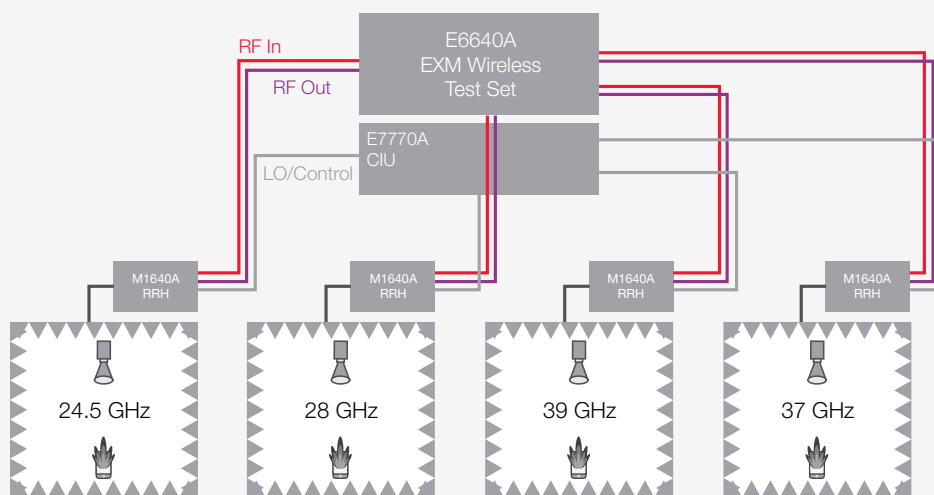 RF In
RF Out
E6640A
EXM Wireless
Test Set
E7770A
CIU
LO/Control
M1640A
RRH
M1640A
RRH
M1640A
RRH
M1640A
RRH
24.5 GHz
28 GHz
39 GHz
37 GHz